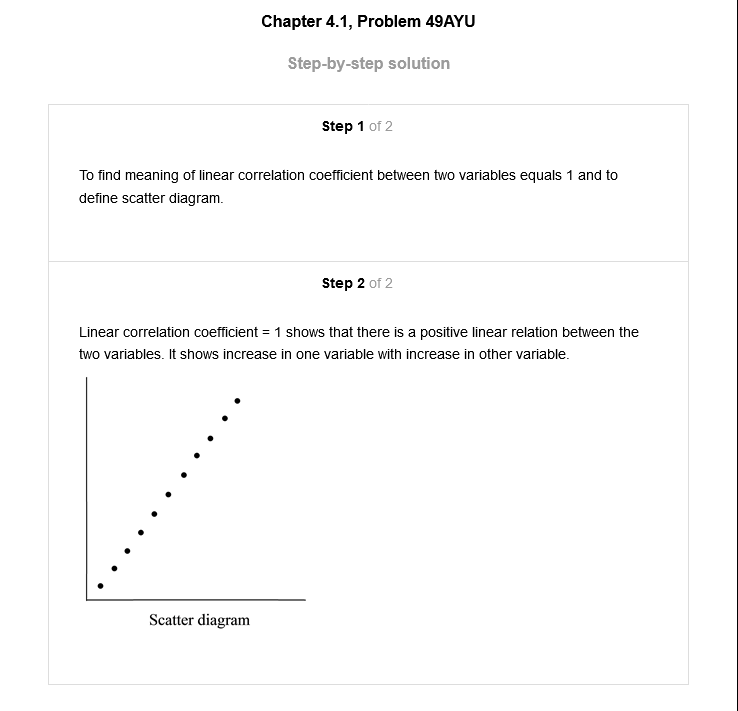 Chapter 4.1, Problem 49AYU
Step-by-step solution
Step 1 of 2
To find meaning of linear correlation coefficient between two variables equals 1 and to
define scatter diagram.
Step 2 of 2
Linear correlation coefficient = 1 shows that there is a positive linear relation between the
two variables. It shows increase in one variable with increase in other variable.
Scatter diagram